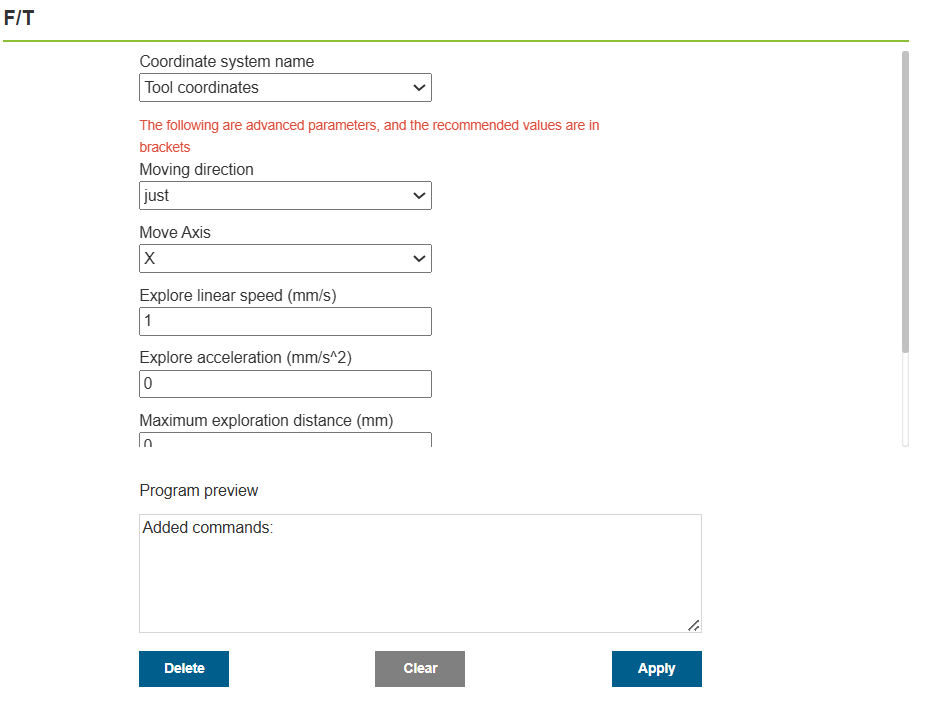 F/T
Coordinate system name
Tool coordinates
The following are advanced parameters, and the recommended values are in
brackets
Moving direction
just
Move Axis
X
Explore linear speed (mm/s)
1
Explore acceleration (mm/s^2)
0
Maximum exploration distance (mm)
0
Program preview
Added commands:
Delete
Clear
Apply